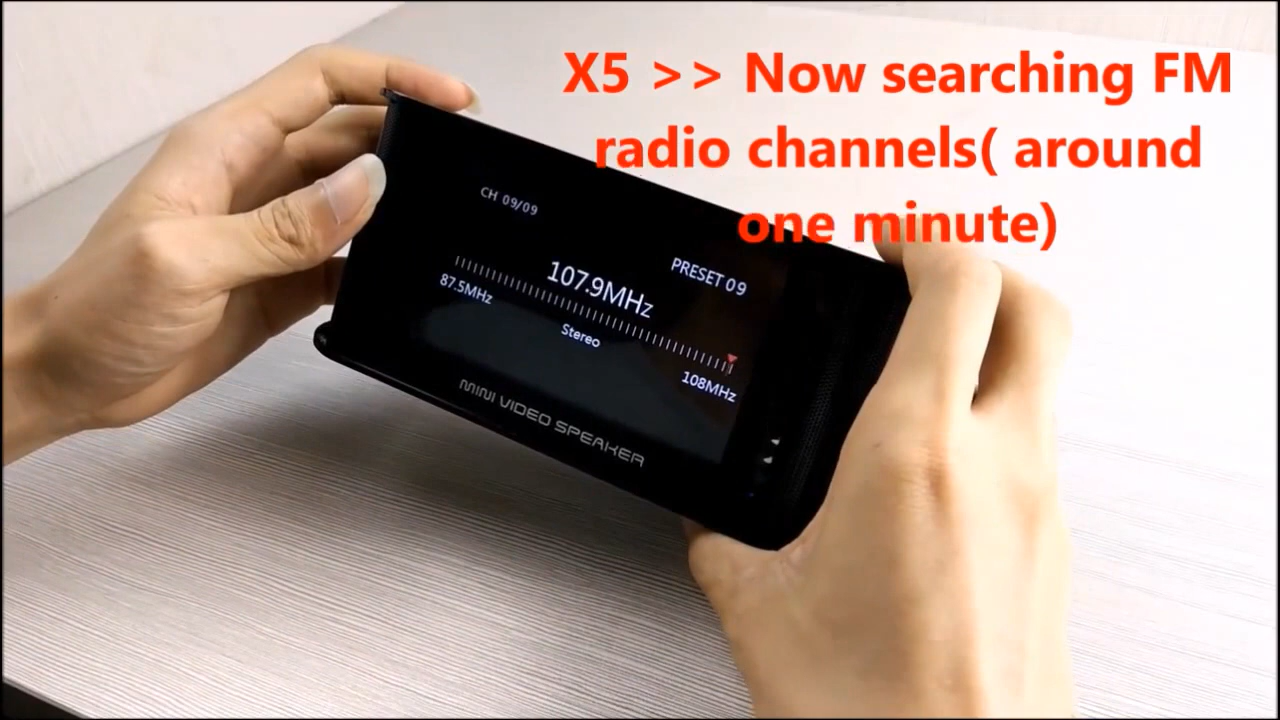 X5 >> Now searching FM
radio channels( around
one minute)
CH 09/09
PRESET 09
107.9MHz
87.5MHz
Stereo
108MHz
MINI VIDEO SPEAKER